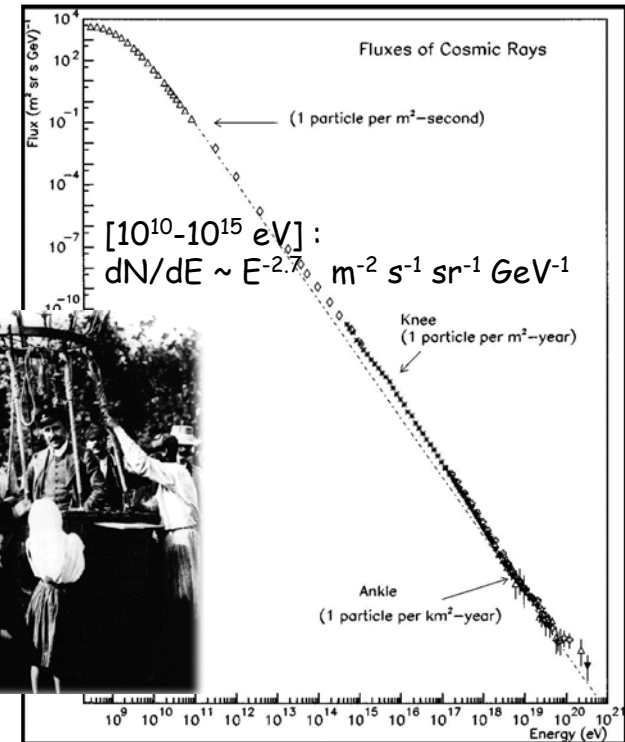 Fluxes of Cosmic Rays
Flux (m² sr s GeV)⁻¹
10⁴
10²
(1 particle per m²−second)
10⁻¹
10⁻⁴
[10¹⁰-10¹⁵ eV] :
10⁻⁷
dN/dE ~ E⁻²·⁷ m⁻² s⁻¹ sr⁻¹ GeV⁻¹
10⁻¹⁰
Knee
(1 particle per m²−year)
Ankle
(1 particle per km²−year)
10⁹ 10¹⁰ 10¹¹ 10¹² 10¹³ 10¹⁴ 10¹⁵ 10¹⁶ 10¹⁷ 10¹⁸ 10¹⁹ 10²⁰ 10²¹
Energy (eV)